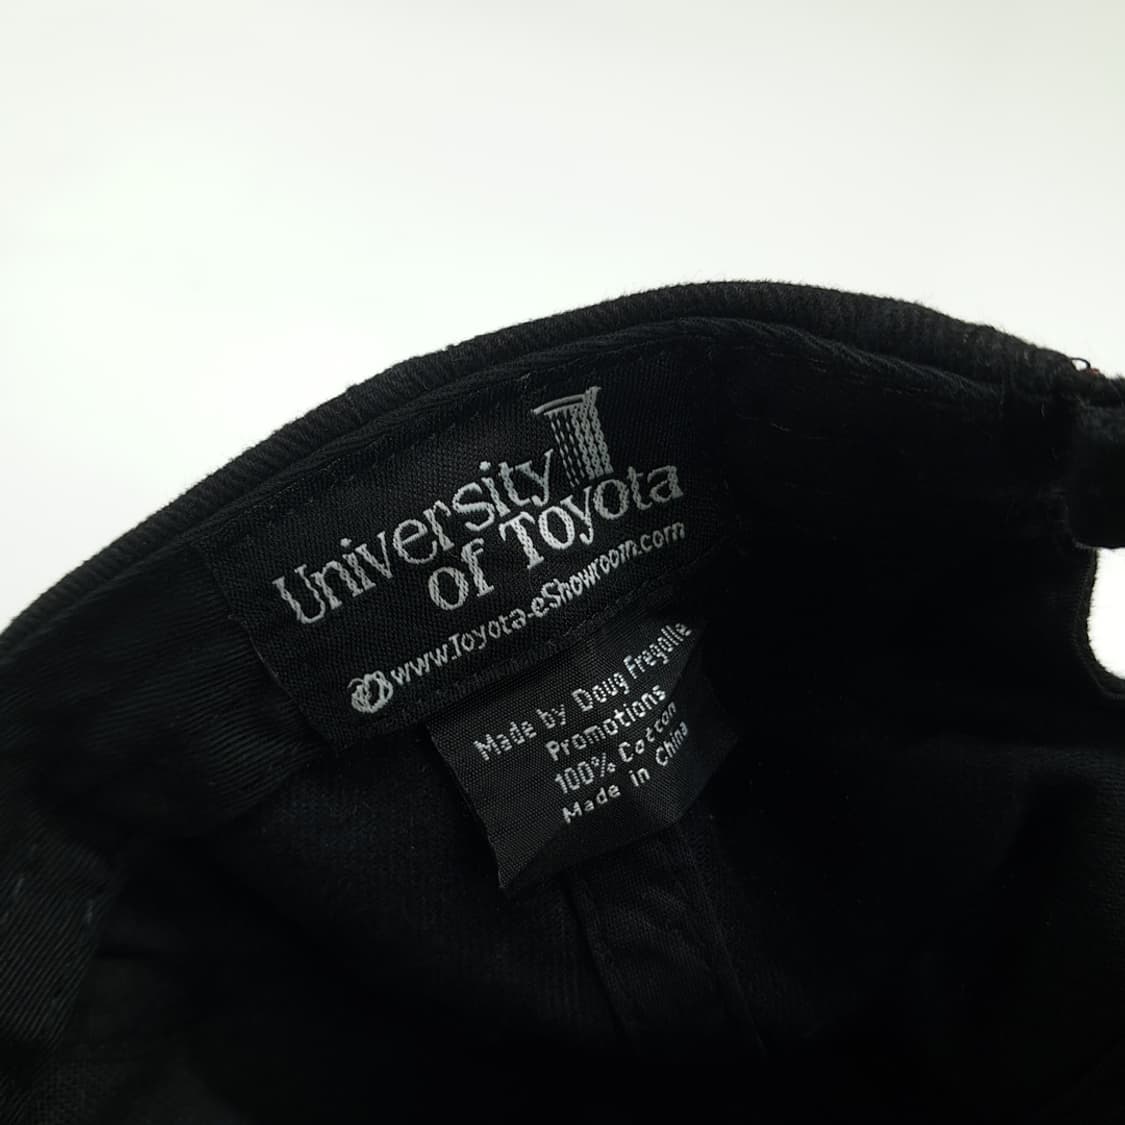 University
of Toyota
www.Toyota-eShowroom.com
Made by Doug Fregolle
Promotions
100% Cotton
Made in China